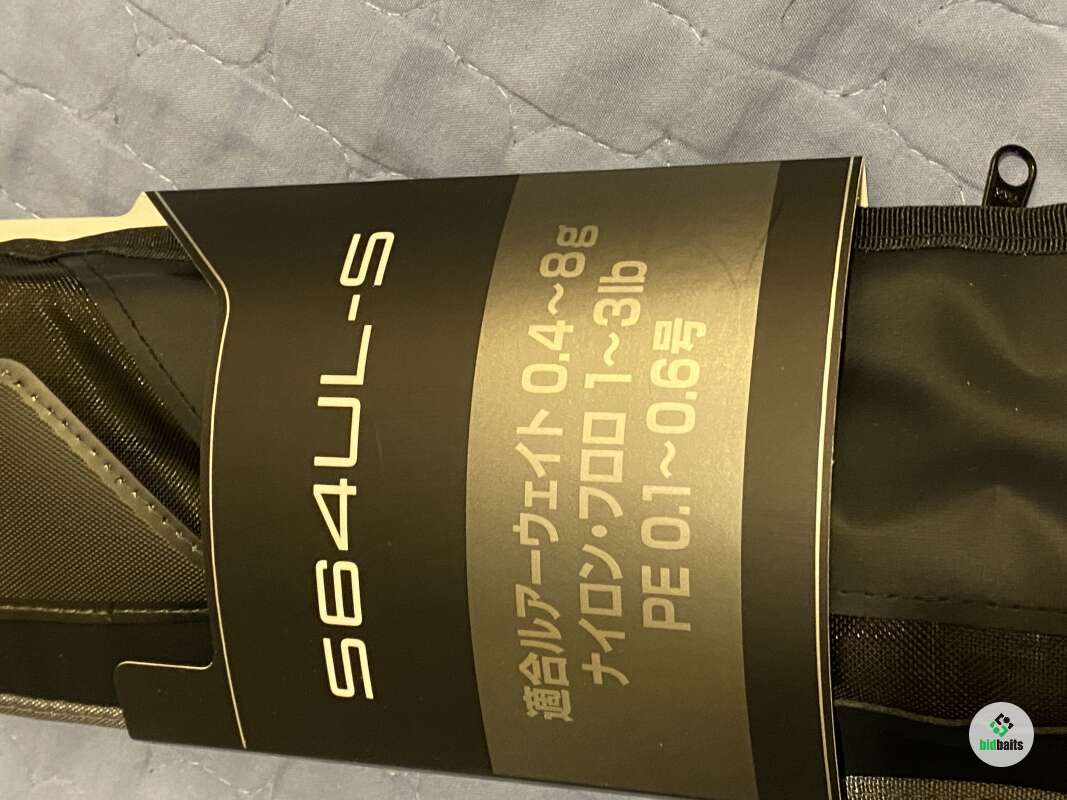 S64UL-S
適合ルアーウェイト 0.4～8g
ナイロン・フロロ 1～3lb
PE 0.1～0.6号
bidbaits